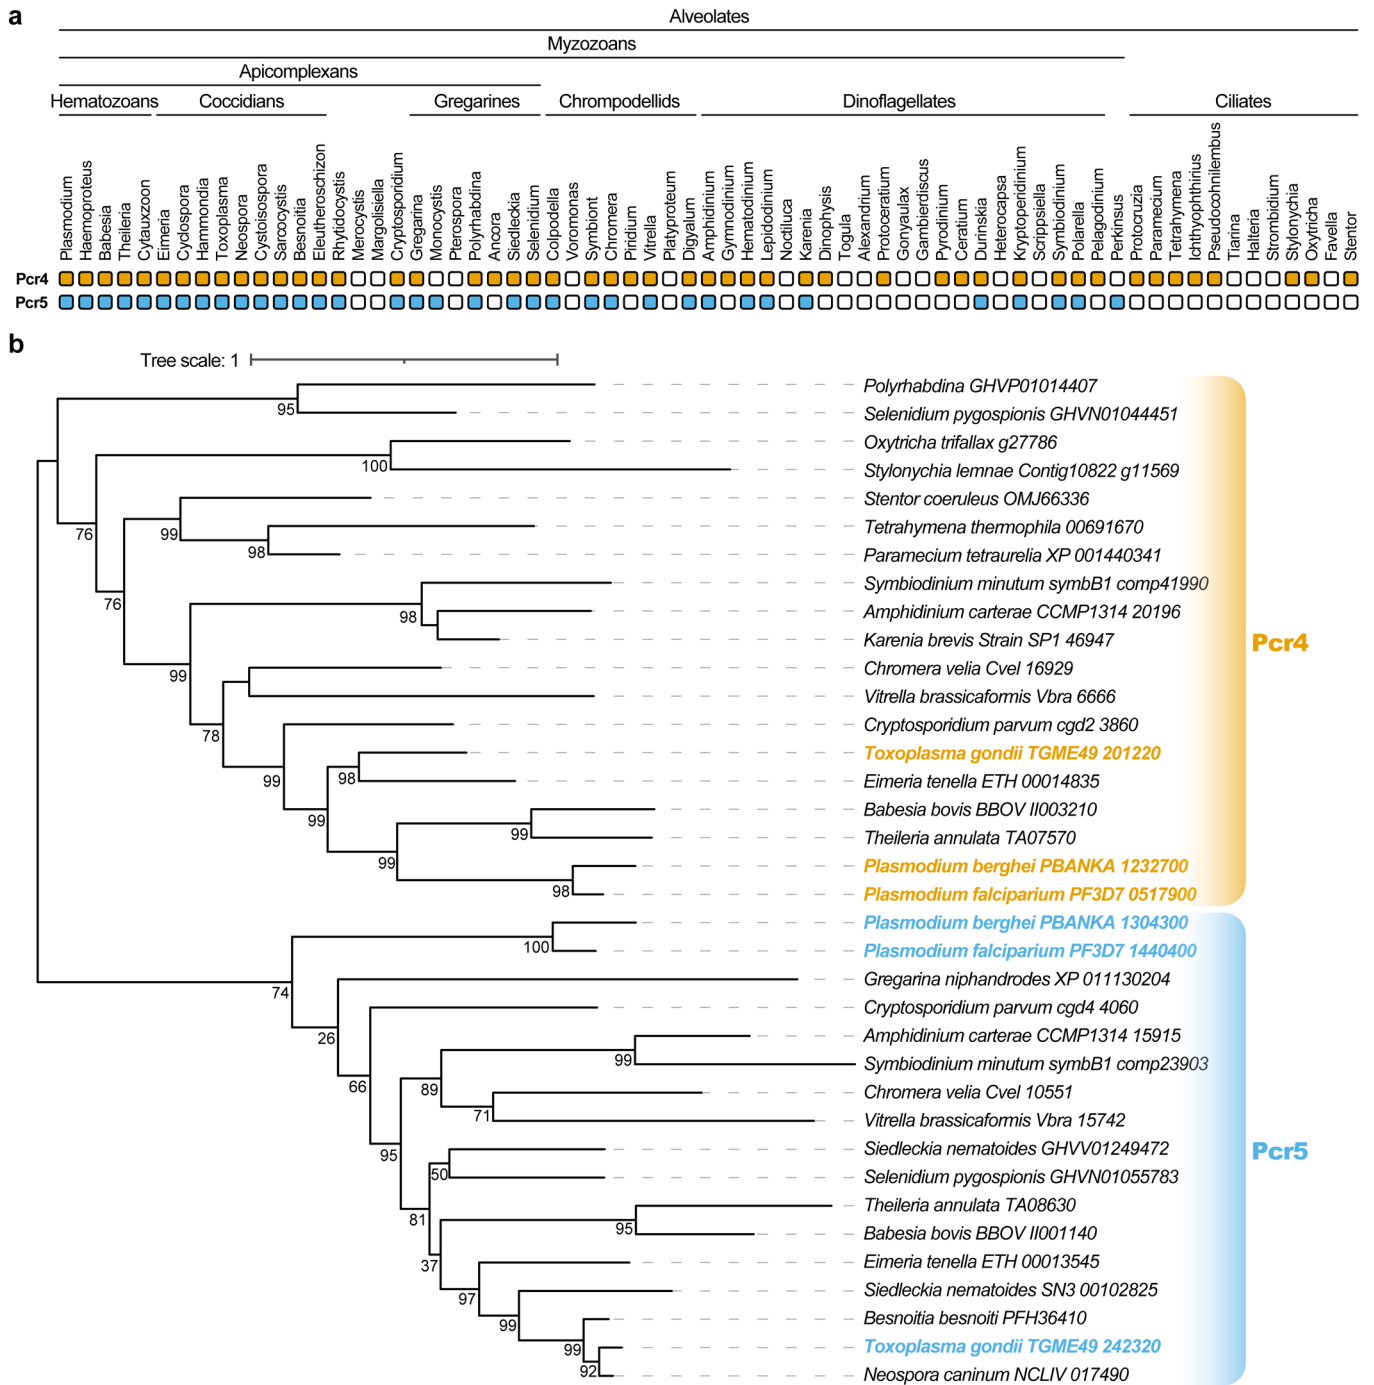 a
Alveolates
Myzozoans
Apicomplexans
Hematozoans Coccidians Gregarines Chrompodellids Dinoflagellates Ciliates
Plasmodium
Haemoproteus
Babesia
Theileria
Cytauxzoon
Eimeria
Cyclospora
Hammondia
Toxoplasma
Neospora
Cystoisospora
Sarcocystis
Besnoitia
Eleutheroschizon
Rhytidocystis
Merocystis
Margolisiella
Cryptosporidium
Gregarina
Monocystis
Pterospora
Polyrhabdina
Ancora
Siedleckia
Selenidium
Colpodella
Voromonas
Symbiont
Chromera
Piridium
Vitrella
Platyproteum
Digyalum
Amphidinium
Gymnodinium
Hematodinium
Lepidodinium
Noctiluca
Karenia
Dinophysis
Togula
Alexandrium
Protoceratium
Gonyaulax
Gambierdiscus
Pyrodinium
Ceratium
Durinskia
Heterocapsa
Kryptoperidinium
Scrippsiella
Symbiodinium
Polarella
Pelagodinium
Perkinsus
Protocruzia
Paramecium
Tetrahymena
Ichthyophthirius
Pseudocohnilembus
Tiarina
Halteria
Strombidium
Stylonychia
Oxytricha
Favella
Stentor
Pcr4
Pcr5
b
Tree scale: 1
Polyrhabdina GHVP01014407
95
Selenidium pygospionis GHVN01044451
Oxytricha trifallax g27786
100
Stylonychia lemnae Contig10822 g11569
Stentor coeruleus OMJ66336
76
99
Tetrahymena thermophila 00691670
98
Paramecium tetraurelia XP 001440341
Symbiodinium minutum symbB1 comp41990
76
Amphidinium carterae CCMP1314 20196
98
Karenia brevis Strain SP1 46947
Pcr4
Chromera velia Cvel 16929
99
Vitrella brassicaformis Vbra 6666
Cryptosporidium parvum cgd2 3860
78
Toxoplasma gondii TGME49 201220
99
98
Eimeria tenella ETH 00014835
Babesia bovis BBOV II003210
99
99
Theileria annulata TA07570
99
Plasmodium berghei PBANKA 1232700
98
Plasmodium falciparium PF3D7 0517900
Plasmodium berghei PBANKA 1304300
100
Plasmodium falciparium PF3D7 1440400
Gregarina niphandrodes XP 011130204
74
Cryptosporidium parvum cgd4 4060
26
Amphidinium carterae CCMP1314 15915
99
Symbiodinium minutum symbB1 comp23903
66
89
Chromera velia Cvel 10551
71
Vitrella brassicaformis Vbra 15742
Siedleckia nematoides GHVV01249472
Pcr5
95
50
Selenidium pygospionis GHVN01055783
Theileria annulata TA08630
81
95
Babesia bovis BBOV II001140
37
Eimeria tenella ETH 00013545
97
Siedleckia nematoides SN3 00102825
Besnoitia besnoiti PFH36410
99
Toxoplasma gondii TGME49 242320
99
92
Neospora caninum NCLIV 017490